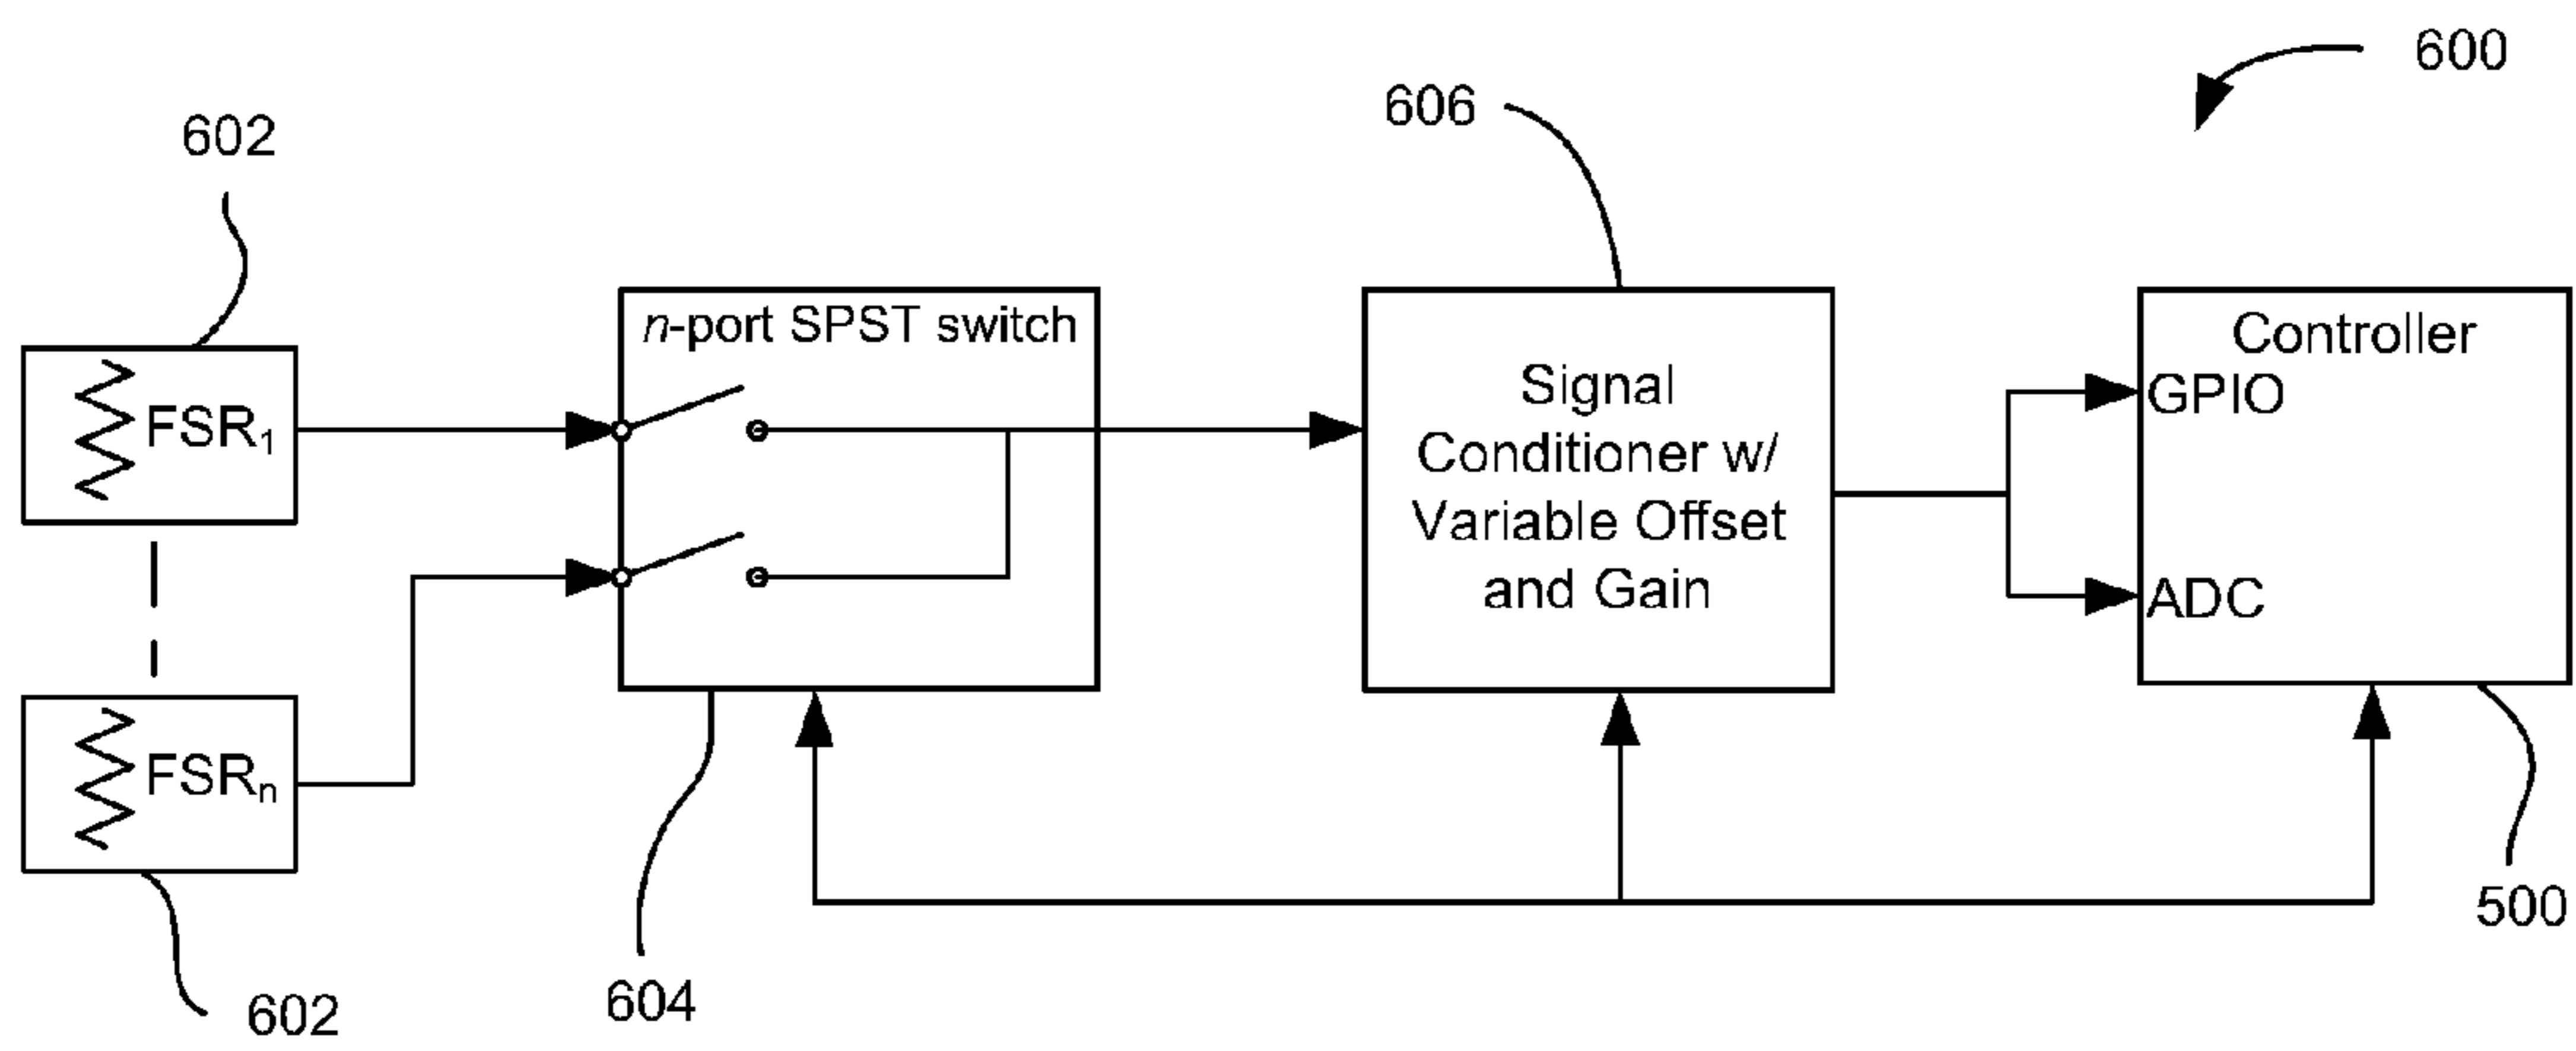 600
606
602
n-port SPST switch
Controller
GPIO
Signal
Conditioner w/
Variable Offset
and Gain
FSR1
ADC
FSRn
500
604
602